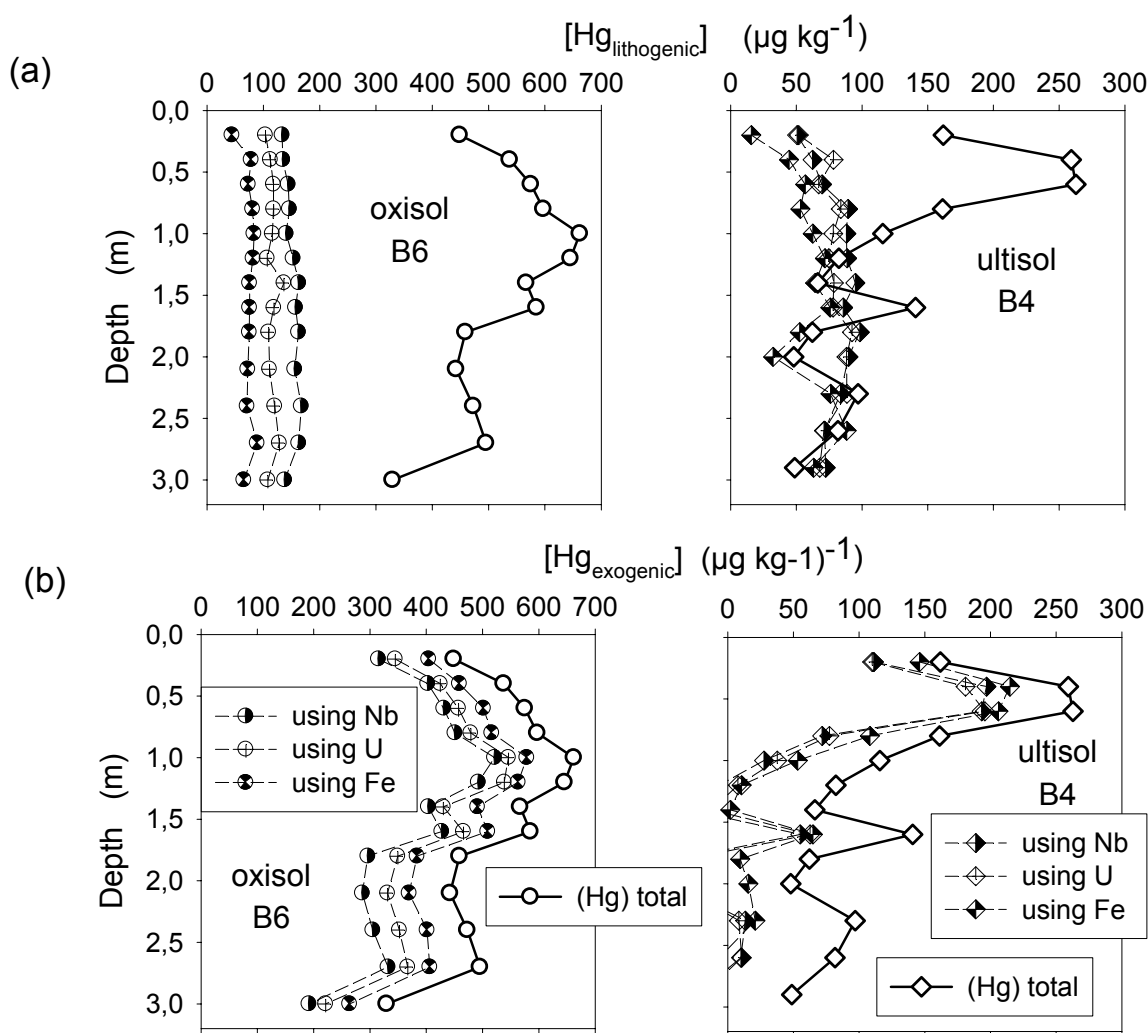 [Hg lithogenic] (µg kg-1)
(a)
0 100 200 300 400 500 600 700
0 50 100 150 200 250 300
0,0
0,5
1,0
1,5
2,0
2,5
3,0
Depth (m)
oxisol
B6
ultisol
B4
[Hg exogenic] (µg kg-1)-1
(b)
0 100 200 300 400 500 600 700
0 50 100 150 200 250 300
0,0
0,5
1,0
1,5
2,0
2,5
3,0
Depth (m)
using Nb
using U
using Fe
oxisol
B6
(Hg) total
ultisol
B4
using Nb
using U
using Fe
(Hg) total